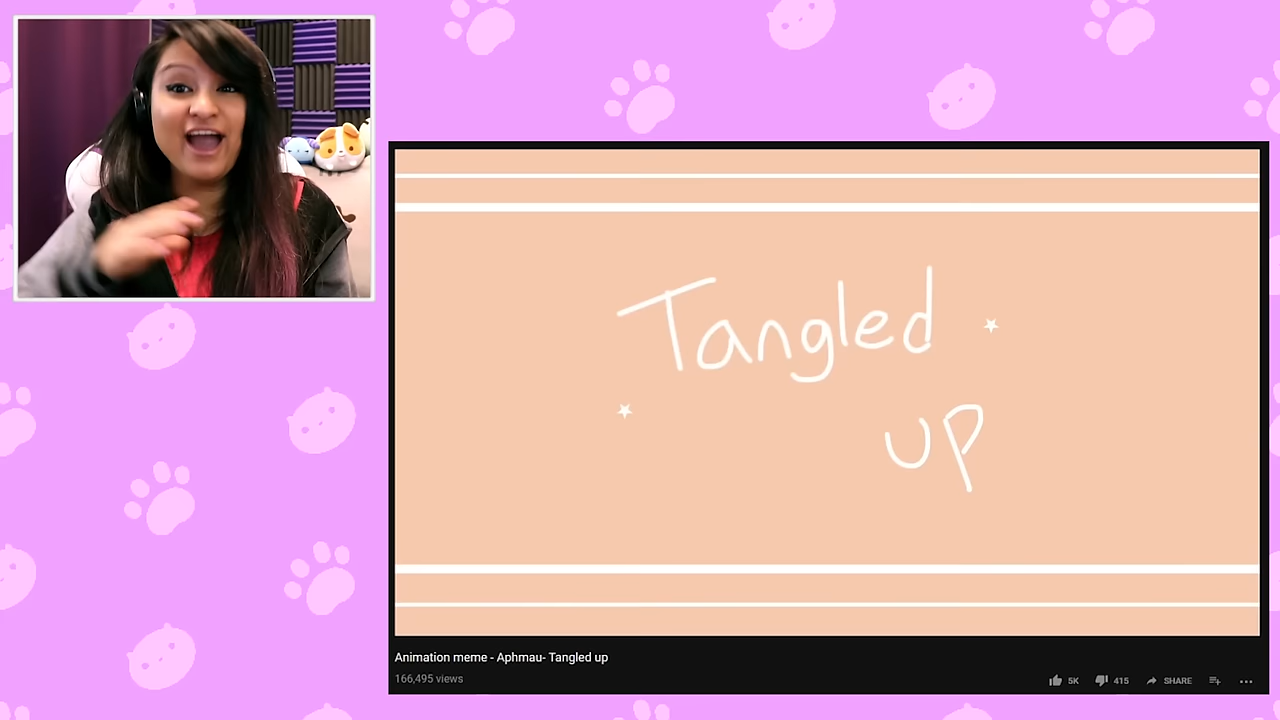 Tangled
up
Animation meme - Aphmau- Tangled up
166,495 views
5K
415
SHARE